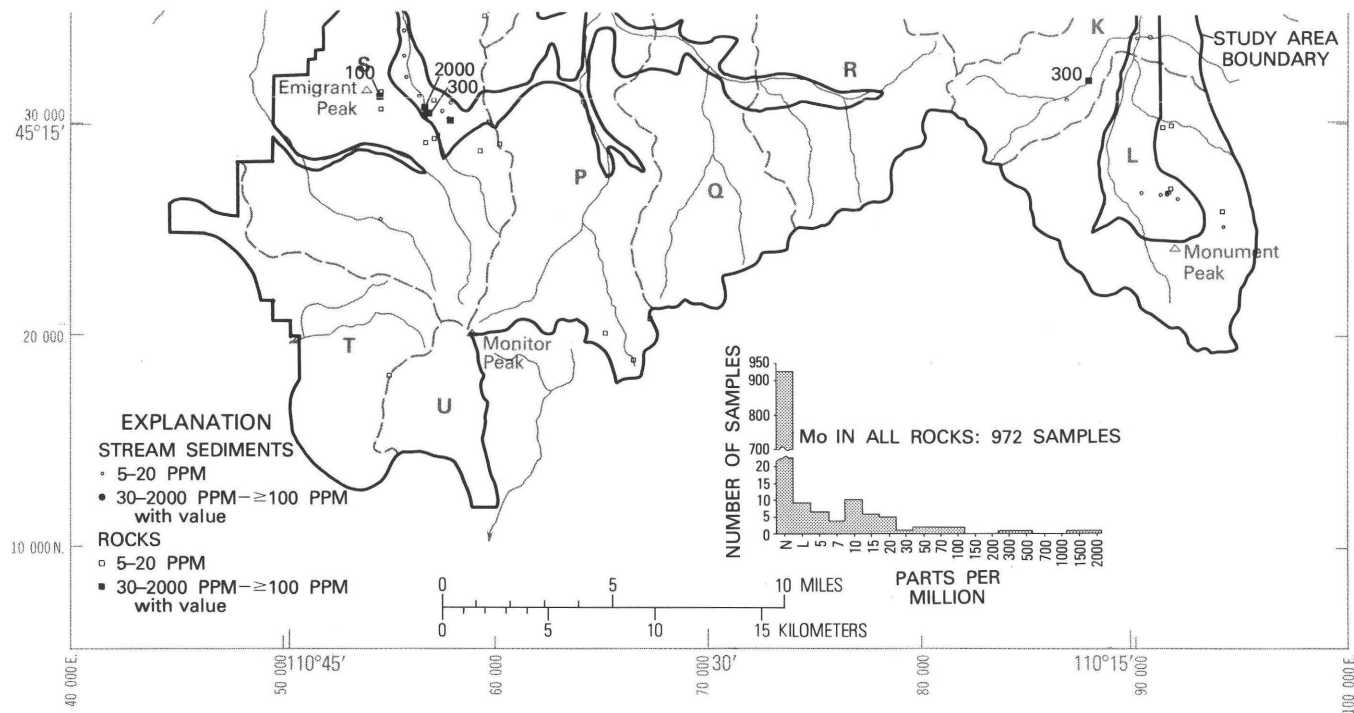 K
STUDY AREA
BOUNDARY
S
R
100
2000
300
300
Emigrant
Peak
30 000
45°15'
L
P
Q
Monument
Peak
20 000
T
Monitor
Peak
U
EXPLANATION
STREAM SEDIMENTS
5–20 PPM
30–2000 PPM—≥100 PPM
with value
ROCKS
5–20 PPM
30–2000 PPM—≥100 PPM
with value
10 000 N.
NUMBER OF SAMPLES
950
900
800
700
20
15
10
5
0
Mo IN ALL ROCKS: 972 SAMPLES
N L 5 7 10 15 20 30 50 70 100 150 200 300 500 700 1000 1500 2000
PARTS PER
MILLION
0 5 10 MILES
0 5 10 15 KILOMETERS
40 000 E.
50 000
110°45'
60 000
70 000
30'
80 000
110°15'
90 000
100 000 E.